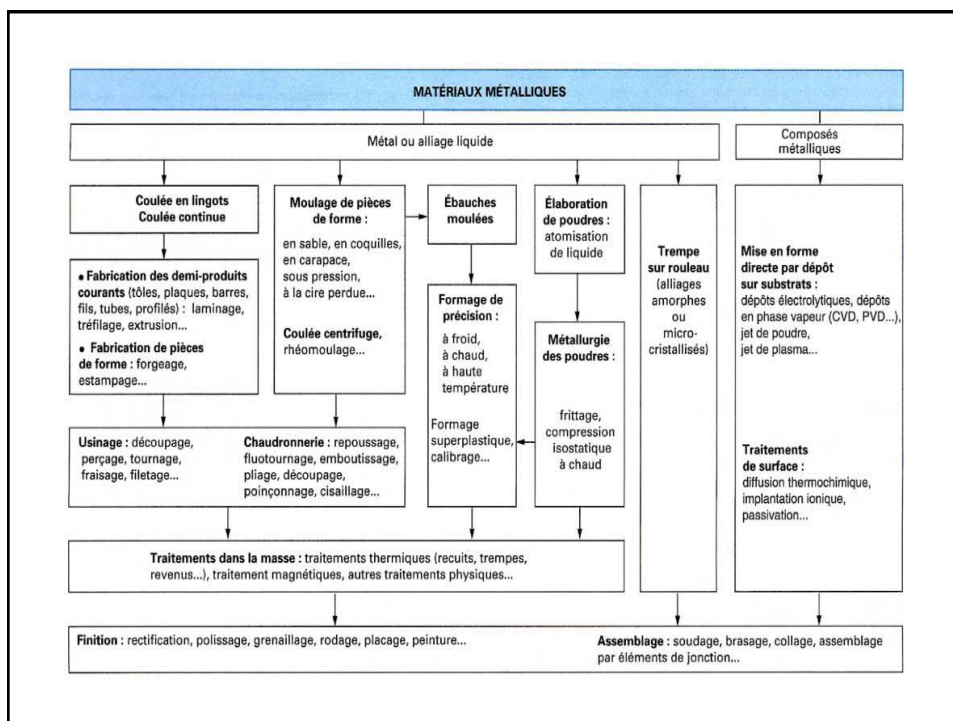 MATÉRIAUX MÉTALLIQUES
Métal ou alliage liquide
Composés
métalliques
Coulée en lingots
Coulée continue
Moulage de pièces
de forme :
en sable, en coquilles,
en carapace,
sous pression,
à la cire perdue...
Coulée centrifuge,
rhéomoulage...
Ébauches
moulées
Élaboration
de poudres :
atomisation
de liquide
Trempe
sur rouleau
(alliages
amorphes
ou
micro-
cristallisés)
Mise en forme
directe par dépôt
sur substrats :
dépôts électrolytiques, dépôts
en phase vapeur (CVD, PVD...),
jet de poudre,
jet de plasma...
Traitements
de surface :
diffusion thermochimique,
implantation ionique,
passivation...
• Fabrication des demi-produits
courants (tôles, plaques, barres,
fils, tubes, profilés) : laminage,
tréfilage, extrusion...
• Fabrication de pièces
de forme : forgeage,
estampage...
Formage de
précision :
à froid,
à chaud,
à haute
température
Formage
superplastique,
calibrage...
Métallurgie
des poudres :
frittage,
compression
isostatique
à chaud
Usinage : découpage,
perçage, tournage,
fraisage, filetage...
Chaudronnerie : repoussage,
fluotournage, emboutissage,
pliage, découpage,
poinçonnage, cisaillage...
Traitements dans la masse : traitements thermiques (recuits, trempes,
revenus...), traitement magnétiques, autres traitements physiques...
Finition : rectification, polissage, grenaillage, rodage, placage, peinture...
Assemblage : soudage, brasage, collage, assemblage
par éléments de jonction...